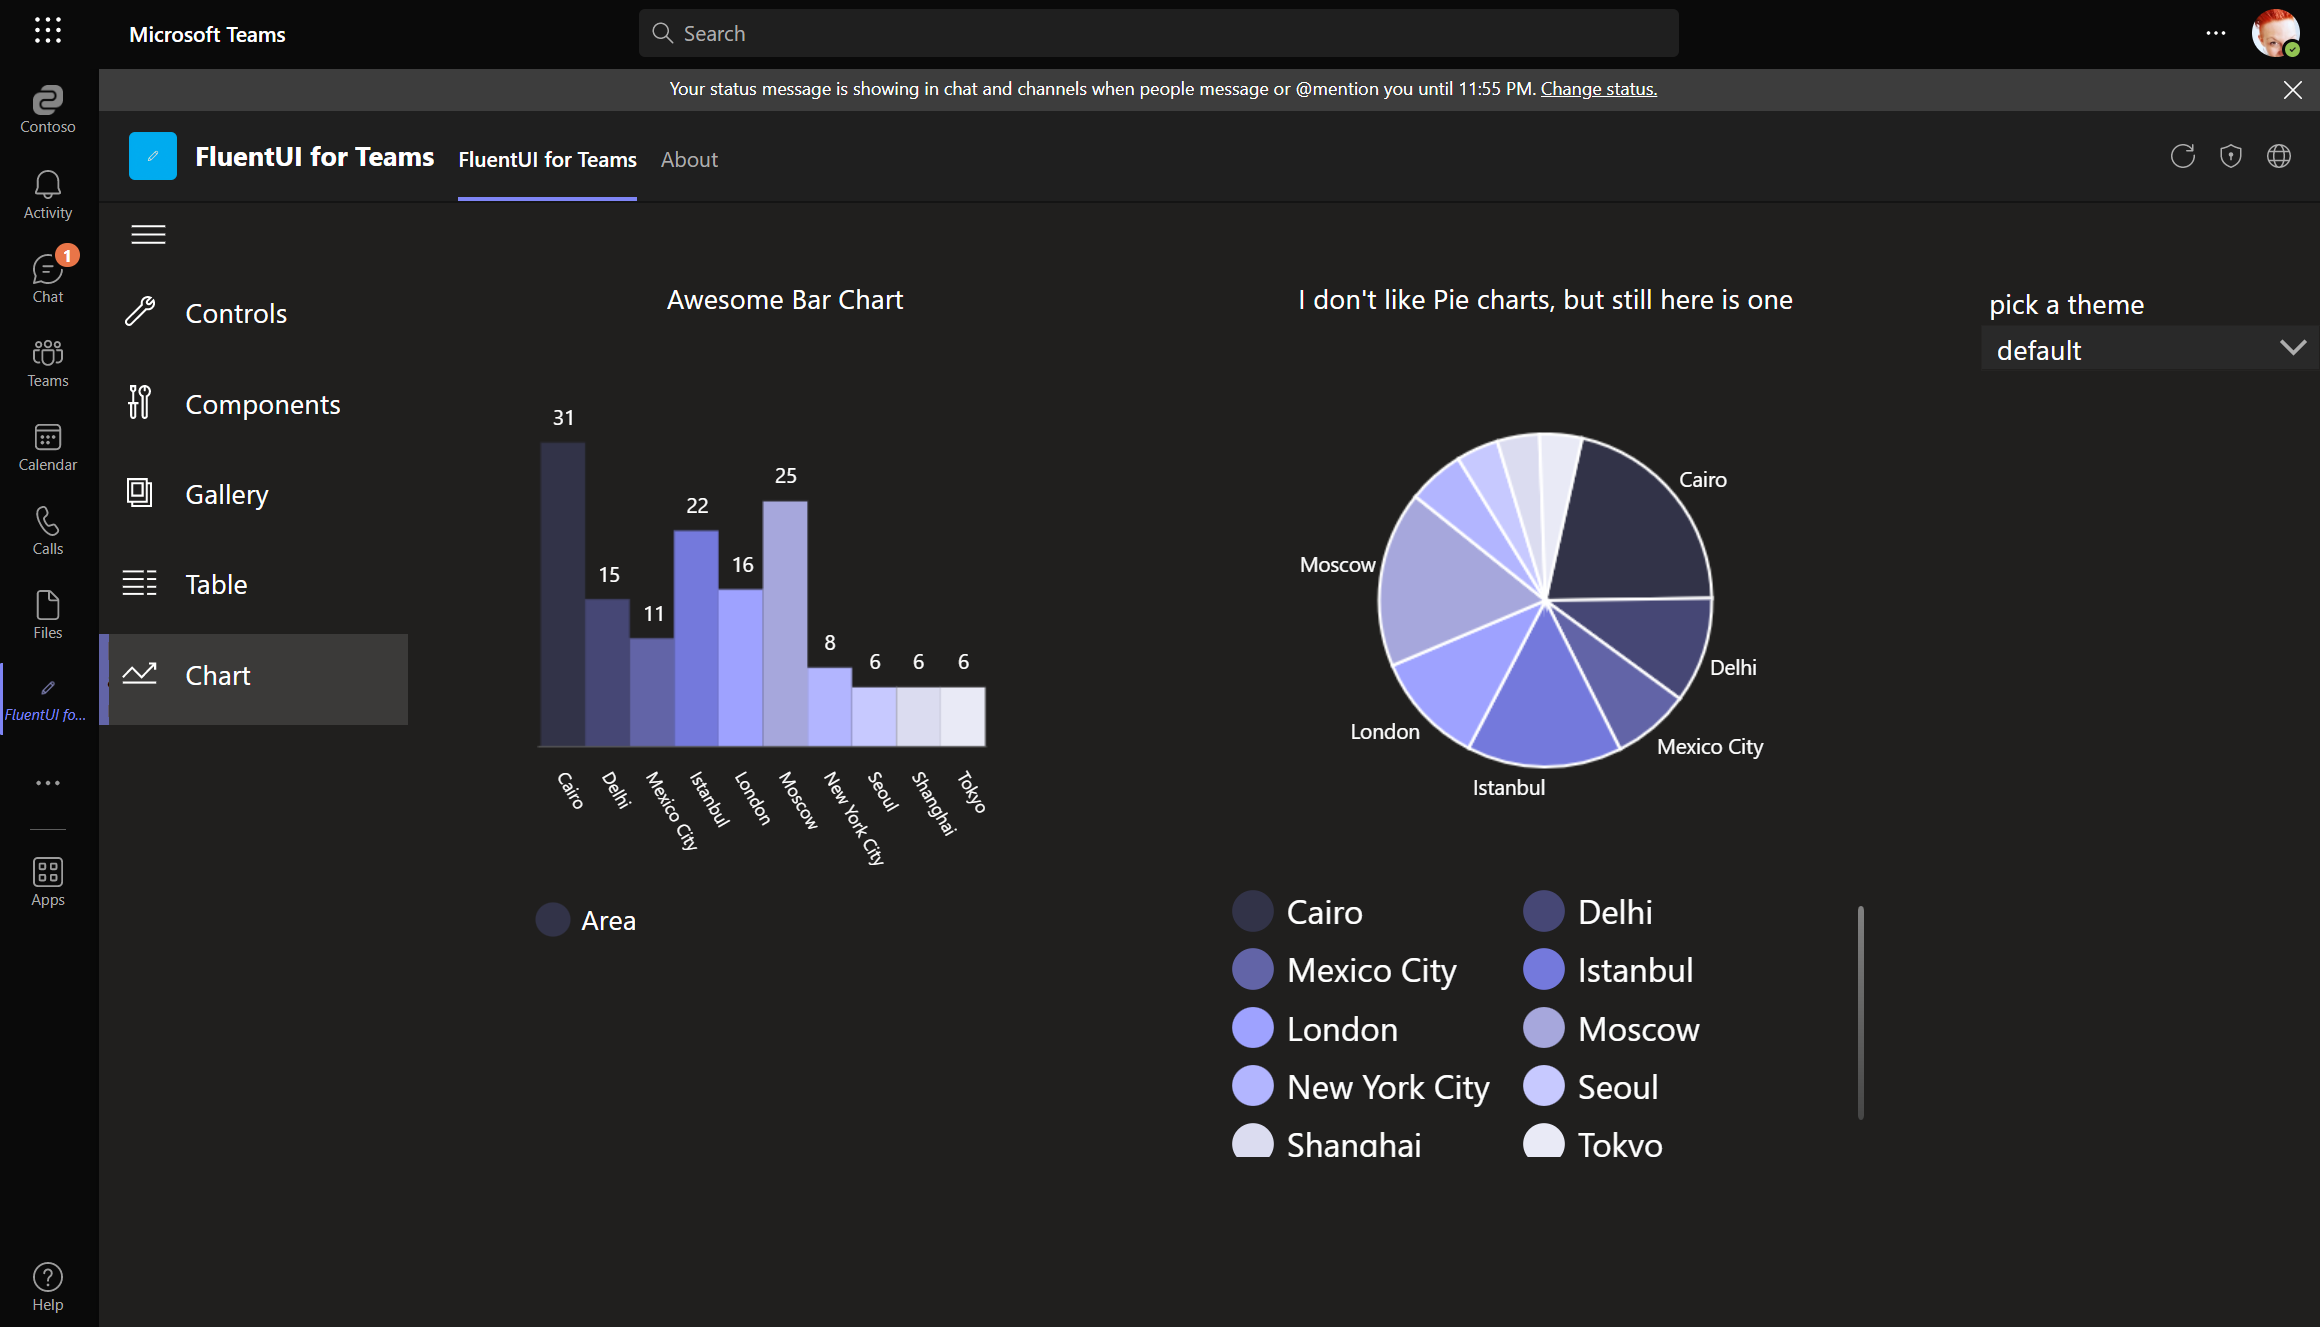 Microsoft Teams
Search
Your status message is showing in chat and channels when people message or @mention you until 11:55 PM. Change status.
Contoso
Activity
1
Chat
Teams
Calendar
Calls
Files
FluentUI fo...
Apps
Help
FluentUI for Teams
FluentUI for Teams
About
Controls
Components
Gallery
Table
Chart
Awesome Bar Chart
31
15
11
22
16
25
8
6
6
6
Cairo
Delhi
Mexico City
Istanbul
London
Moscow
New York City
Seoul
Shanghai
Tokyo
Area
I don't like Pie charts, but still here is one
Cairo
Moscow
Delhi
London
Mexico City
Istanbul
Cairo
Delhi
Mexico City
Istanbul
London
Moscow
New York City
Seoul
Shanghai
Tokyo
pick a theme
default